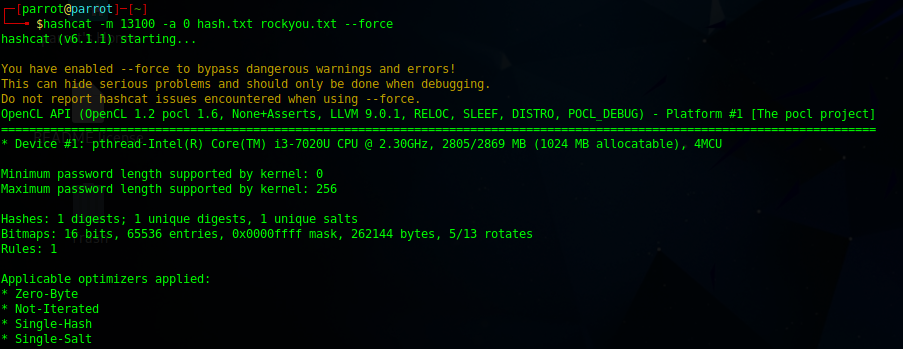 ┌─[parrot@parrot]─[~]
└──╼ $hashcat -m 13100 -a 0 hash.txt rockyou.txt --force
hashcat (v6.1.1) starting...
You have enabled --force to bypass dangerous warnings and errors!
This can hide serious problems and should only be done when debugging.
Do not report hashcat issues encountered when using --force.
OpenCL API (OpenCL 1.2 pocl 1.6, None+Asserts, LLVM 9.0.1, RELOC, SLEEF, DISTRO, POCL_DEBUG) - Platform #1 [The pocl project]
=============================================================================================================================
* Device #1: pthread-Intel(R) Core(TM) i3-7020U CPU @ 2.30GHz, 2805/2869 MB (1024 MB allocatable), 4MCU
Minimum password length supported by kernel: 0
Maximum password length supported by kernel: 256
Hashes: 1 digests; 1 unique digests, 1 unique salts
Bitmaps: 16 bits, 65536 entries, 0x0000ffff mask, 262144 bytes, 5/13 rotates
Rules: 1
Applicable optimizers applied:
* Zero-Byte
* Not-Iterated
* Single-Hash
* Single-Salt